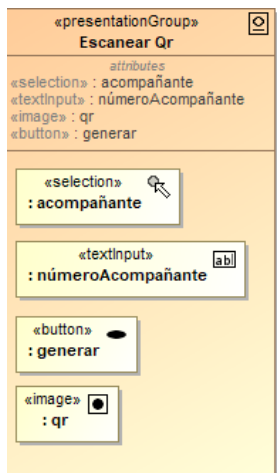 «presentationGroup»
Escanear Qr
attributes
«selection» : acompañante
«textInput» : númeroAcompañante
«image» : qr
«button» : generar
«selection»
: acompañante
«textInput»
ab|
: númeroAcompañante
«button»
: generar
«image»
: qr